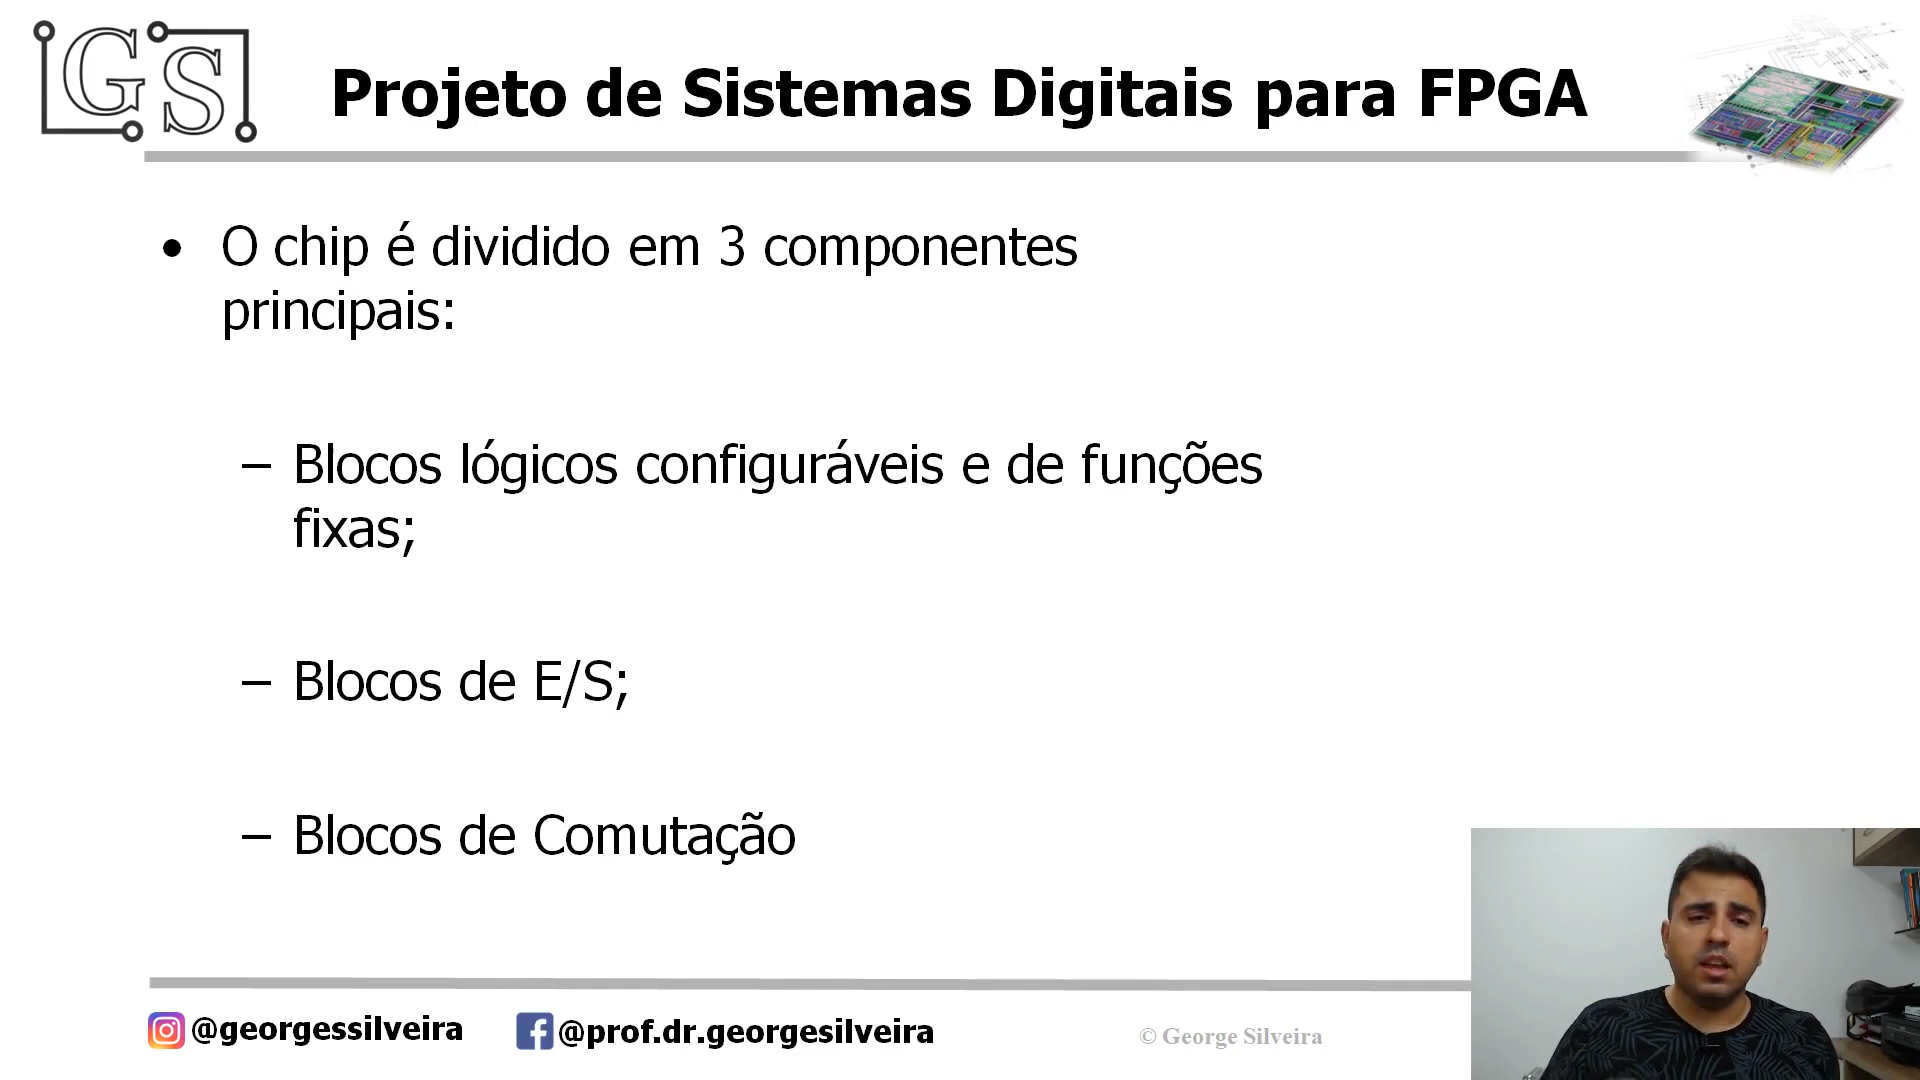 GS
Projeto de Sistemas Digitais para FPGA
• O chip é dividido em 3 componentes
principais:
– Blocos lógicos configuráveis e de funções
fixas;
– Blocos de E/S;
– Blocos de Comutação
@georgessilveira
@prof.dr.georgesilveira
© George Silveira